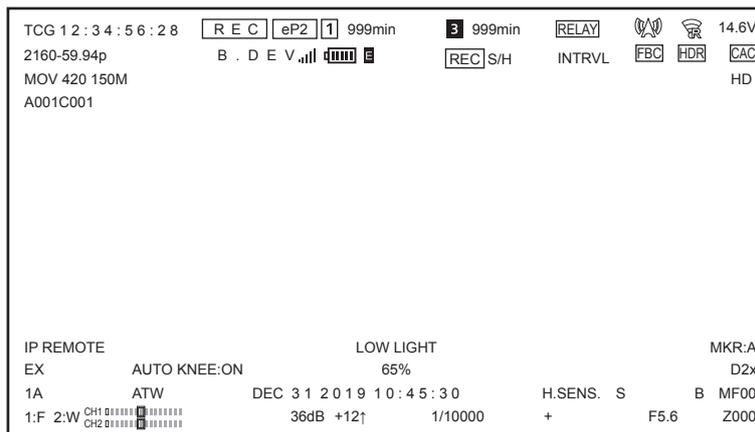 TCG 12:34:56:28 REC eP2 1 999min 3 999min RELAY 14.6V
2160-59.94p B.DEV E REC S/H INTRVL FBC HDR CAC
MOV 420 150M HD
A001C001
IP REMOTE LOW LIGHT MKR:A
EX AUTO KNEE:ON 65% D2x
1A ATW DEC 31 2019 10:45:30 H.SENS. S B MF00
1:F 2:W CH1 36dB +12↑ 1/10000 + F5.6 Z000
CH2